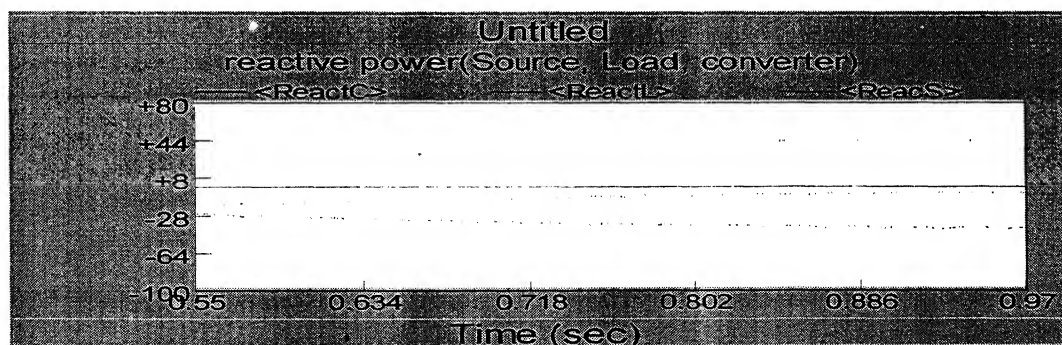 Untitled
reactive power(Source, Load, converter)
<ReactC> <ReactL> <ReacS>
+80
+44
+8
-28
-64
-100
0.55 0.634 0.718 0.802 0.886 0.97
Time (sec)